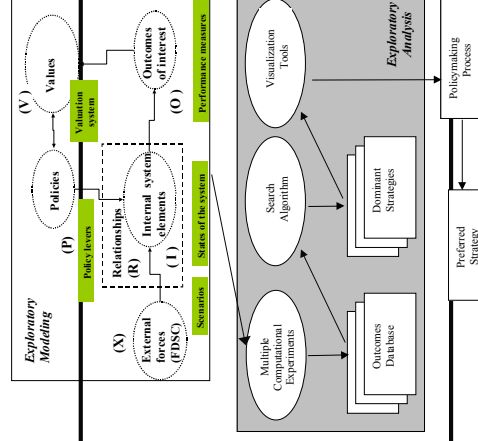 Exploratory
Modeling
(P)
Policies
(V )
Values
Policy levers
Valuation
system
(X)
External
forces
(FDSC)
Relationships
(R)
Internal system
elements
( I )
Outcomes
of interest
(O )
Scenarios
States of the system
Performance measures
Multiple
Computational
Experiments
Search
Algorithm
Visualization
Tools
Outcomes
Database
Dominant
Strategies
Exploratory
Analysis
Preferred
Strategy
Policymaking
Process